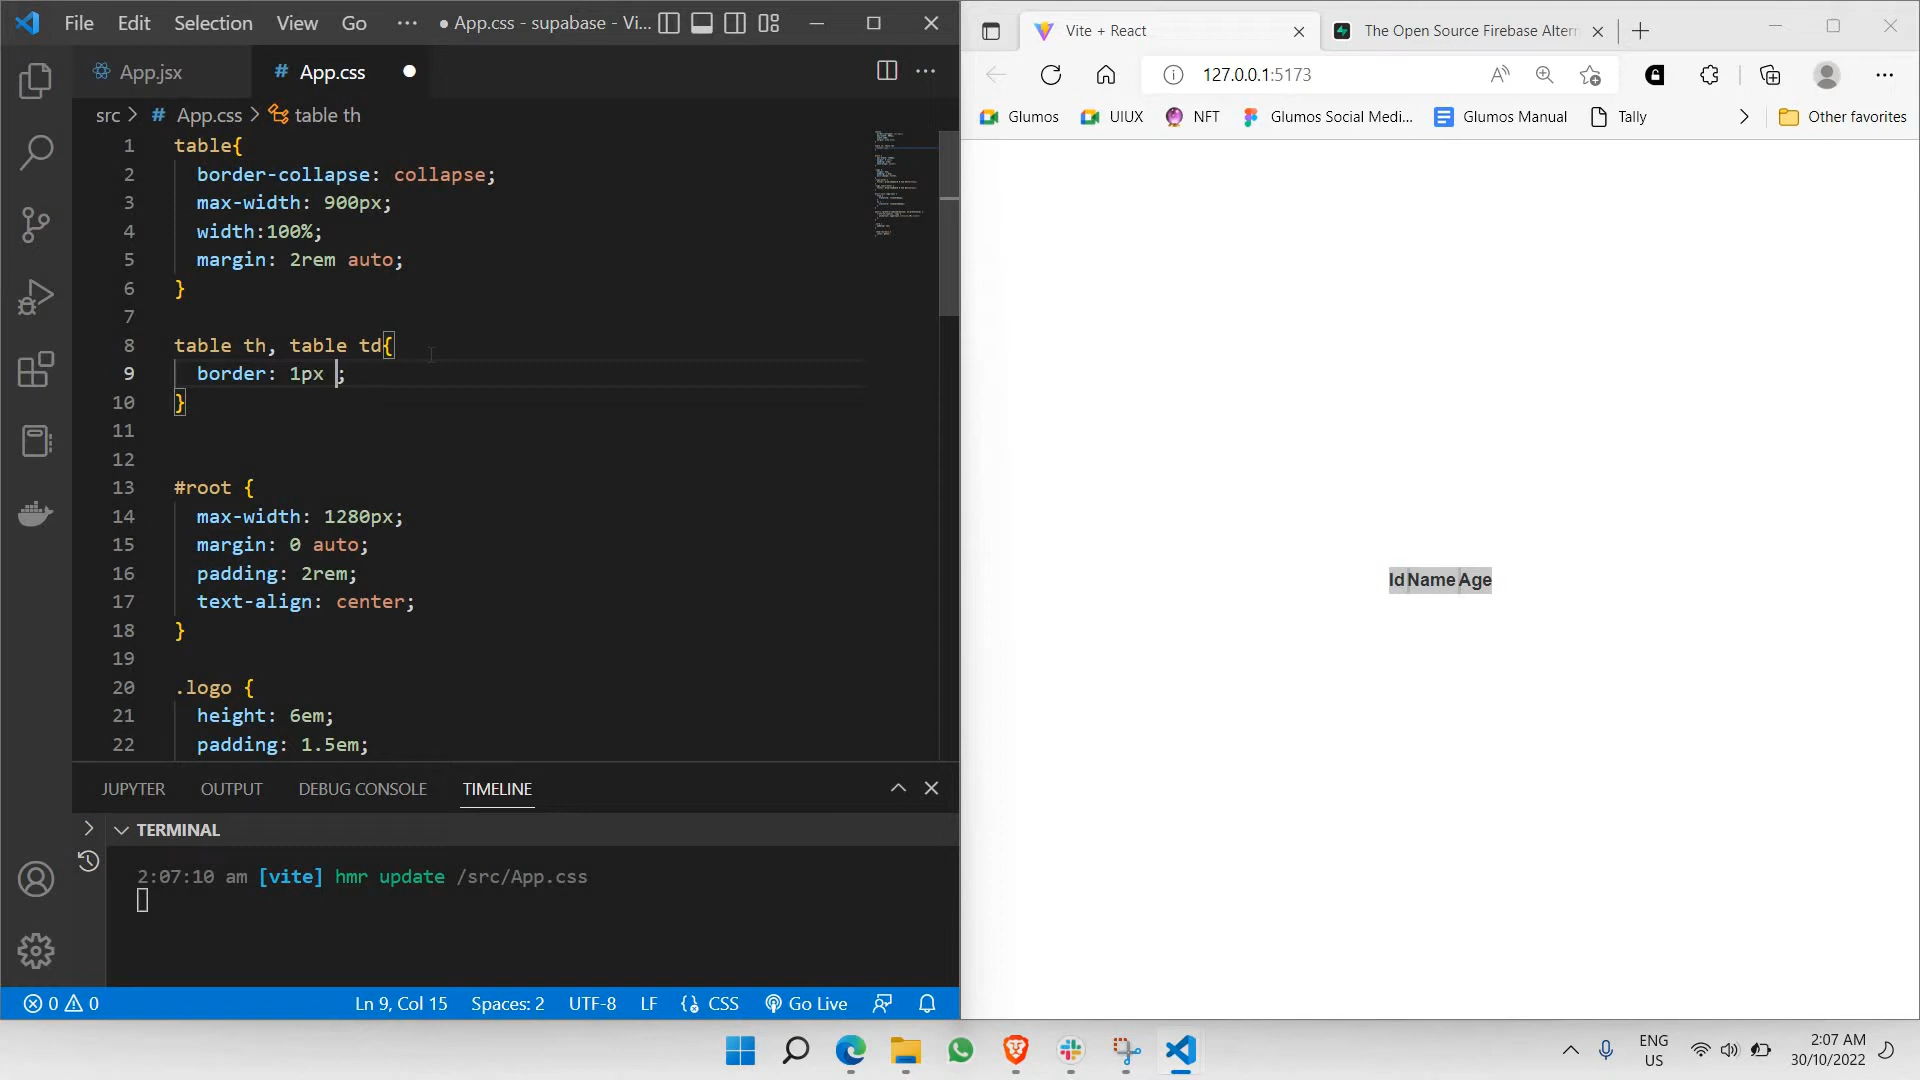 File Edit Selection View Go ··· ● App.css - supabase - Vi...
App.jsx # App.css ●
src > # App.css > table th
1 table{
2 border-collapse: collapse;
3 max-width: 900px;
4 width:100%;
5 margin: 2rem auto;
6 }
7
8 table th, table td{
9 border: 1px ;
10 }
11
12
13 #root {
14 max-width: 1280px;
15 margin: 0 auto;
16 padding: 2rem;
17 text-align: center;
18 }
19
20 .logo {
21 height: 6em;
22 padding: 1.5em;
JUPYTER OUTPUT DEBUG CONSOLE TIMELINE
TERMINAL
2:07:10 am [vite] hmr update /src/App.css
0 0 Ln 9, Col 15 Spaces: 2 UTF-8 LF CSS Go Live
Vite + React The Open Source Firebase Altern
127.0.0.1:5173
Glumos UIUX NFT Glumos Social Medi... Glumos Manual Tally Other favorites
Id Name Age
ENG
US
2:07 AM
30/10/2022